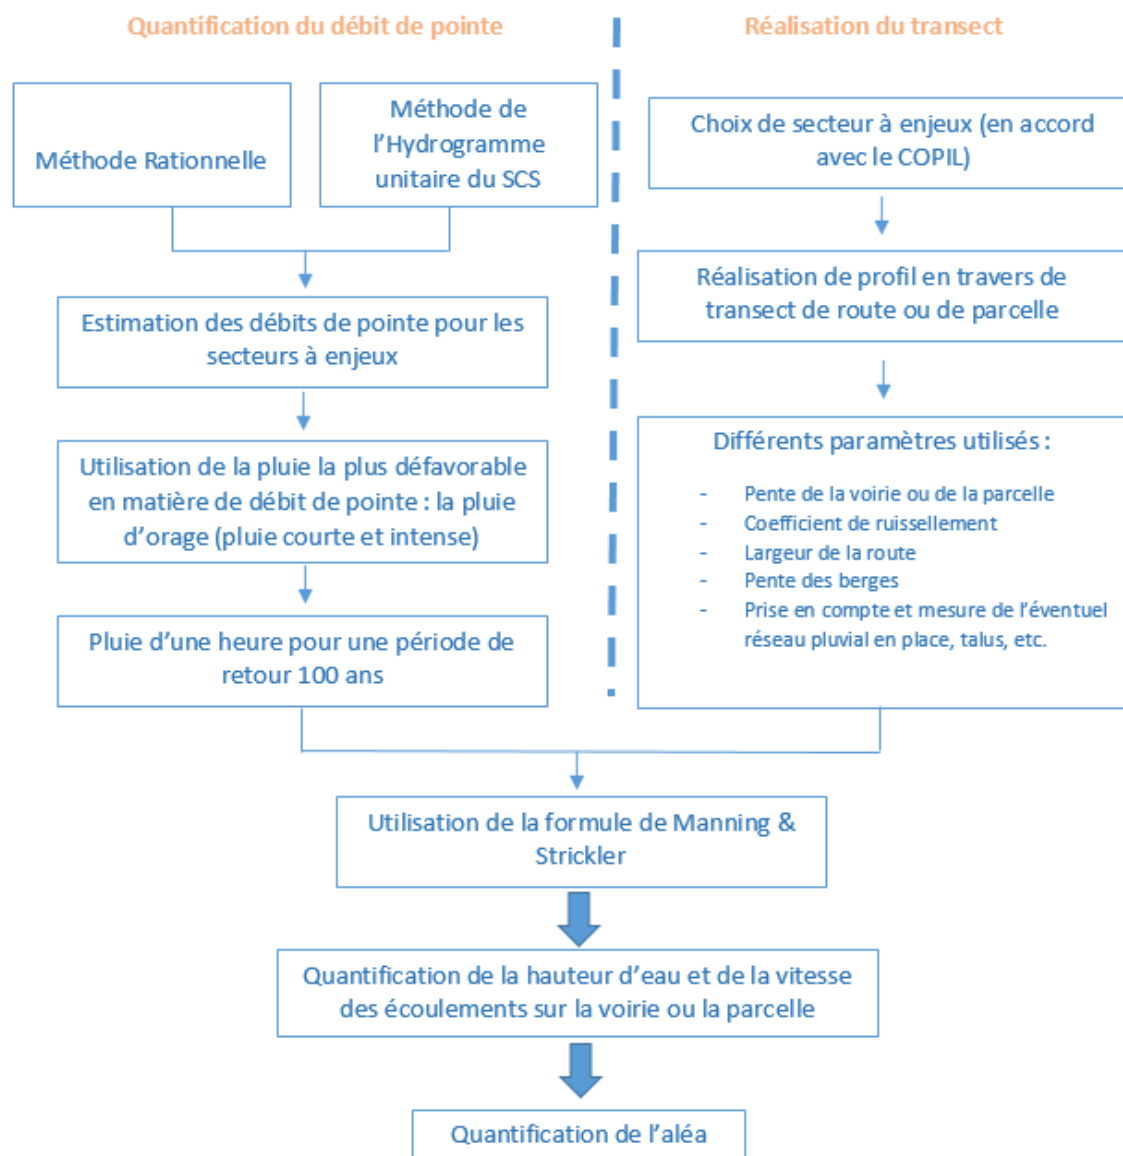 Quantification du débit de pointe
Méthode Rationnelle
Méthode de
l'Hydrogramme
unitaire du SCS
Estimation des débits de pointe pour les
secteurs à enjeux
Utilisation de la pluie la plus défavorable
en matière de débit de pointe : la pluie
d'orage (pluie courte et intense)
Pluie d'une heure pour une période de
retour 100 ans
Réalisation du transect
Choix de secteur à enjeux (en accord
avec le COPIL)
Réalisation de profil en travers de
transect de route ou de parcelle
Différents paramètres utilisés :
- Pente de la voirie ou de la parcelle
- Coefficient de ruissellement
- Largeur de la route
- Pente des berges
- Prise en compte et mesure de l'éventuel
réseau pluvial en place, talus, etc.
Utilisation de la formule de Manning &
Strickler
Quantification de la hauteur d'eau et de la vitesse
des écoulements sur la voirie ou la parcelle
Quantification de l'aléa